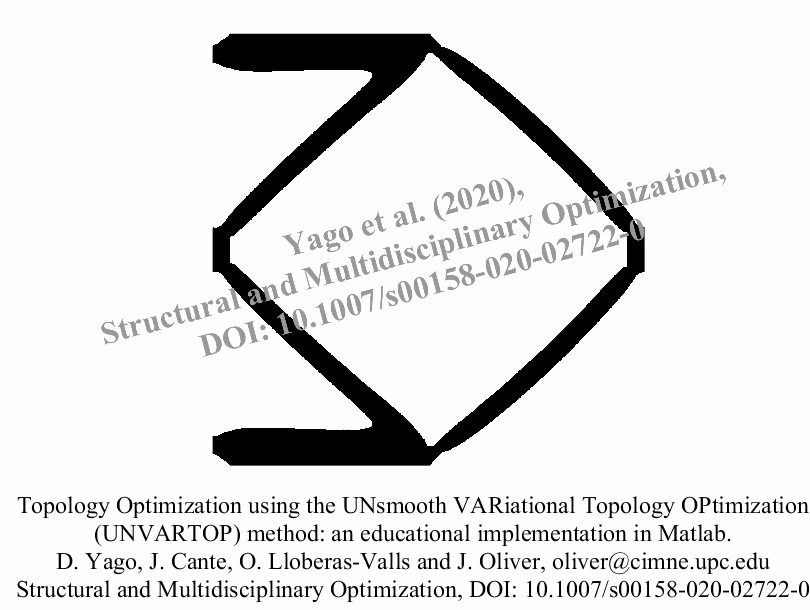 Yago et al. (2020),
Structural and Multidisciplinary Optimization,
DOI: 10.1007/s00158-020-02722-0
Topology Optimization using the UNsmooth VARiational Topology OPtimization
(UNVARTOP) method: an educational implementation in Matlab.
D. Yago, J. Cante, O. Lloberas-Valls and J. Oliver, oliver@cimne.upc.edu
Structural and Multidisciplinary Optimization, DOI: 10.1007/s00158-020-02722-0